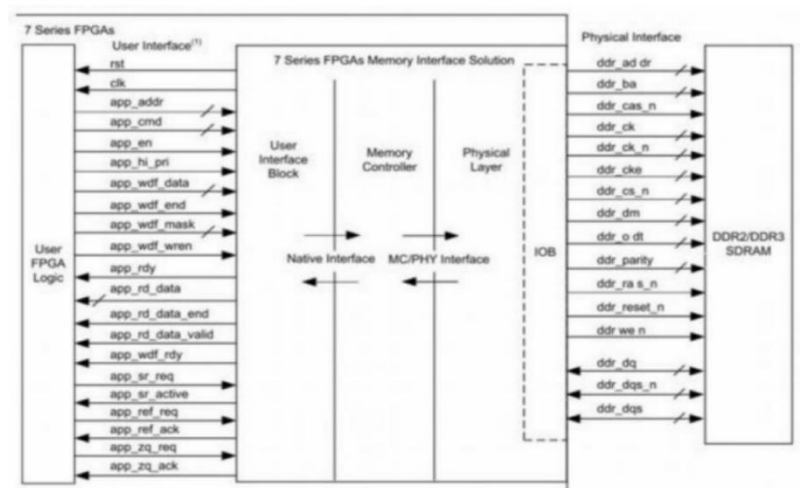 7 Series FPGAs
User Interface(1)
rst
clk
app_addr
app_cmd
app_en
app_hi_pri
app_wdf_data
app_wdf_end
app_wdf_mask
app_wdf_wren
app_rdy
app_rd_data
app_rd_data_end
app_rd_data_valid
app_wdf_rdy
app_sr_req
app_sr_active
app_ref_req
app_ref_ack
app_zq_req
app_zq_ack
User
FPGA
Logic
7 Series FPGAs Memory Interface Solution
User
Interface
Block
Memory
Controller
Physical
Layer
Native Interface
MC/PHY Interface
IOB
Physical Interface
ddr_ad dr
ddr_ba
ddr_cas_n
ddr_ck
ddr_ck_n
ddr_cke
ddr_cs_n
ddr_dm
ddr_o dt
ddr_parity
ddr_ra s_n
ddr_reset_n
ddr we n
ddr_dq
ddr_dqs_n
ddr_dqs
DDR2/DDR3
SDRAM